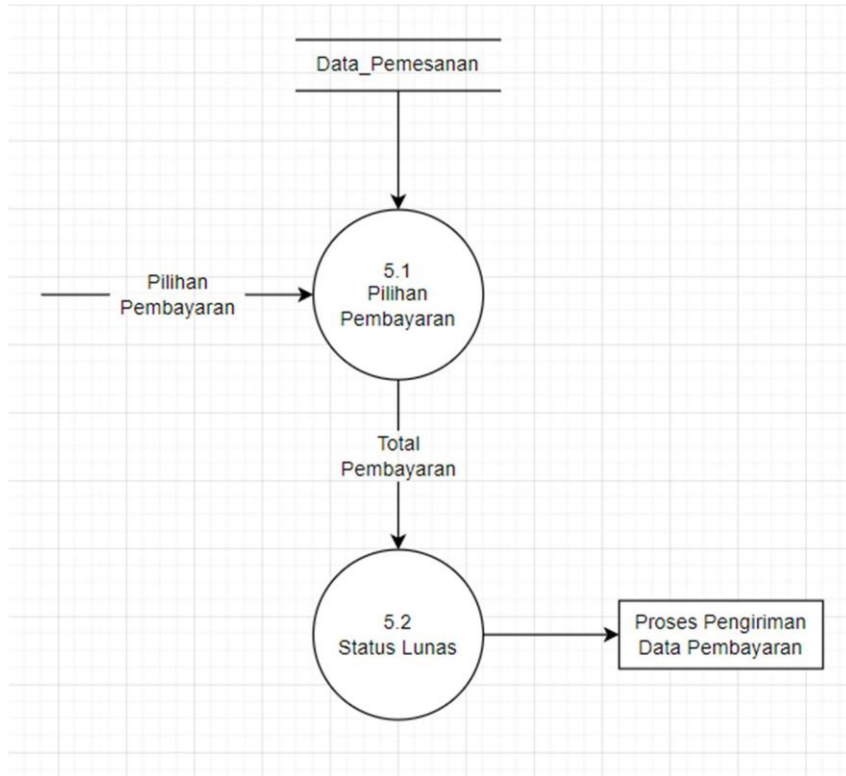 Data_Pemesanan
Pilihan
Pembayaran
5.1
Pilihan
Pembayaran
Total
Pembayaran
5.2
Status Lunas
Proses Pengiriman
Data Pembayaran